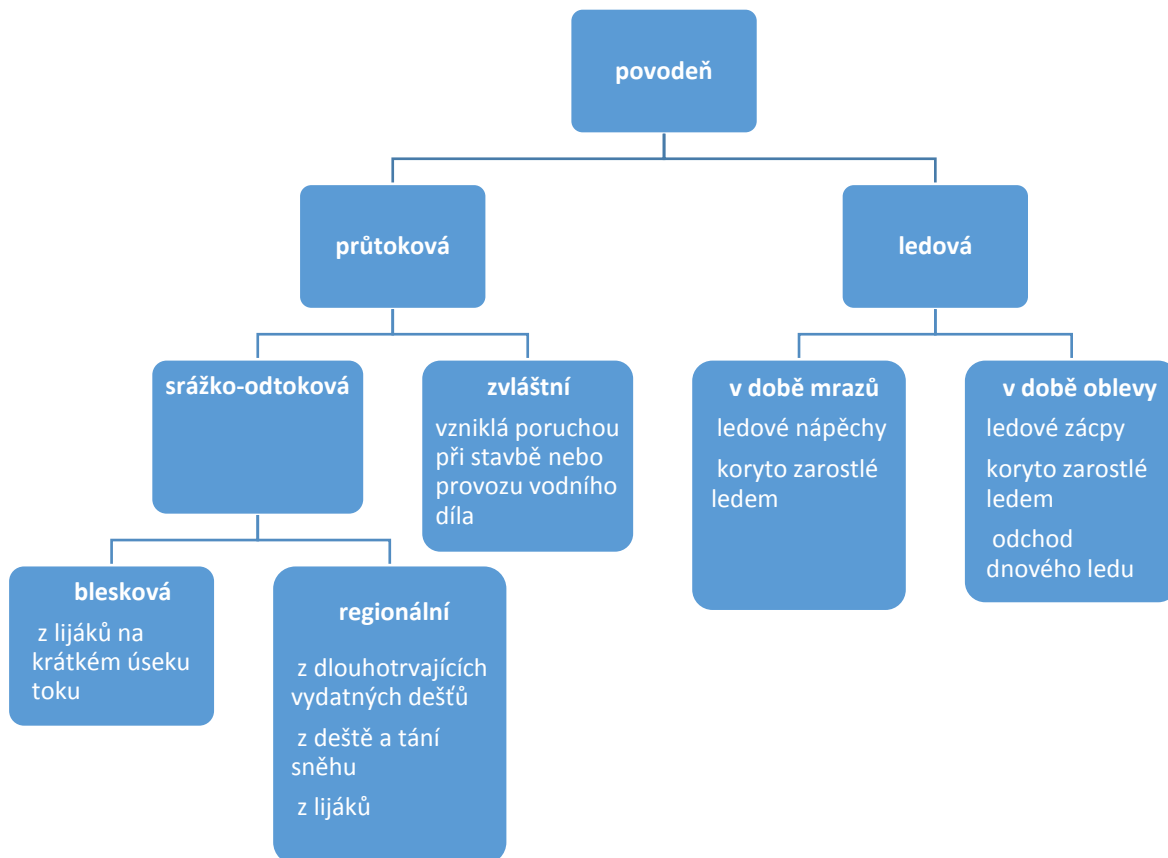 povodeň
průtoková
ledová
srážko-odtoková
zvláštní
vzniklá poruchou
při stavbě nebo
provozu vodního
díla
v době mrazů
ledové nápěchy
koryto zarostlé
ledem
v době oblevy
ledové zácpy
koryto zarostlé
ledem
odchod
dnového ledu
blesková
z lijáků na
krátkém úseku
toku
regionální
z dlouhotrvajících
vydatných dešťů
z deště a tání
sněhu
z lijáků